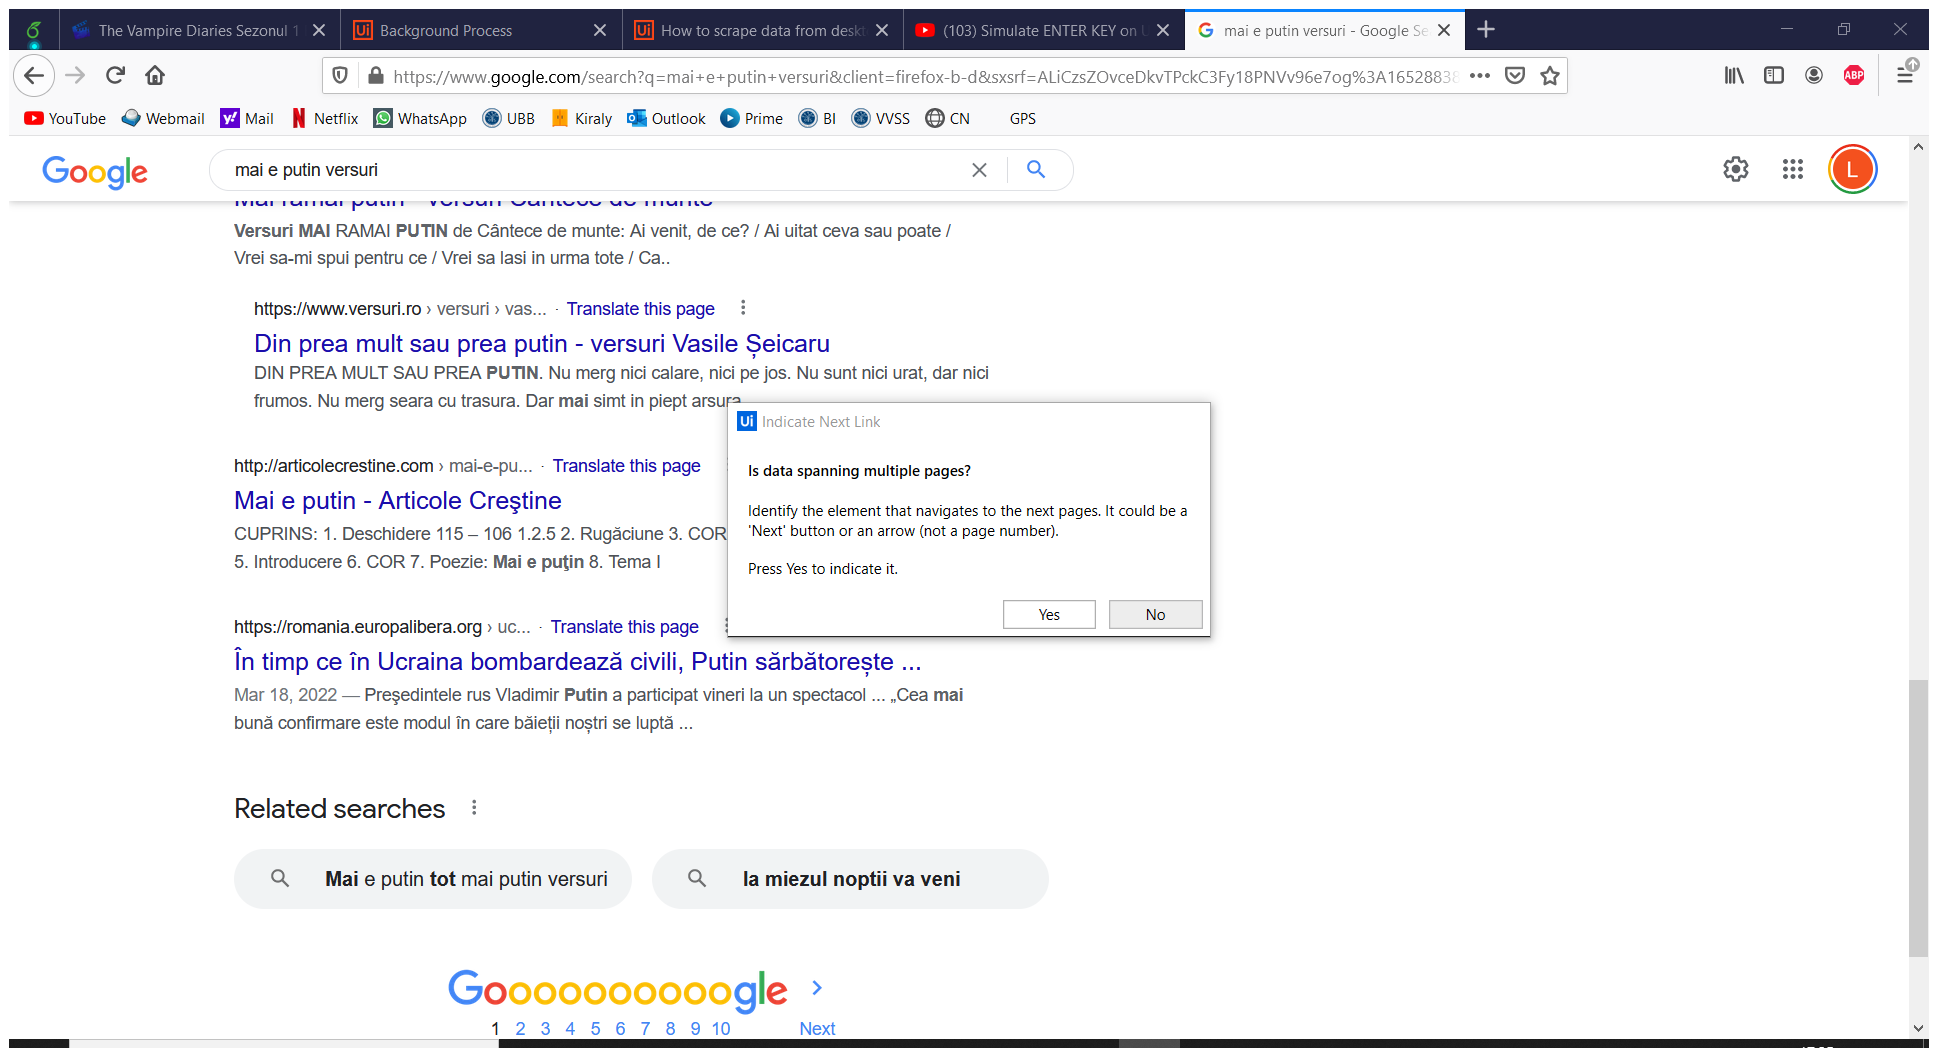 The Vampire Diaries Sezonul 1
Background Process
How to scrape data from deskt
(103) Simulate ENTER KEY on U
mai e putin versuri - Google Se
https://www.google.com/search?q=mai+e+putin+versuri&client=firefox-b-d&sxsrf=ALiCzsZOvceDkvTPckC3Fy18PNVv96e7og%3A16528838
ABP
YouTube
Webmail
Mail
Netflix
WhatsApp
UBB
Kiraly
Outlook
Prime
BI
VVSS
CN
GPS
Google
mai e putin versuri
L
Mai ramai putin - versuri Cantece de munte
Versuri MAI RAMAI PUTIN de Cântece de munte: Ai venit, de ce? / Ai uitat ceva sau poate /
Vrei sa-mi spui pentru ce / Vrei sa lasi in urma tote / Ca..
https://www.versuri.ro › versuri › vas... · Translate this page
Din prea mult sau prea putin - versuri Vasile Șeicaru
DIN PREA MULT SAU PREA PUTIN. Nu merg nici calare, nici pe jos. Nu sunt nici urat, dar nici
frumos. Nu merg seara cu trasura. Dar mai simt in piept arsura
http://articolecrestine.com › mai-e-pu... · Translate this page
Mai e putin - Articole Creştine
CUPRINS: 1. Deschidere 115 – 106 1.2.5 2. Rugăciune 3. COR
5. Introducere 6. COR 7. Poezie: Mai e puţin 8. Tema I
https://romania.europalibera.org › uc... · Translate this page
În timp ce în Ucraina bombardează civili, Putin sărbătorește ...
Mar 18, 2022 — Președintele rus Vladimir Putin a participat vineri la un spectacol ... „Cea mai
bună confirmare este modul în care băieții noștri se luptă ...
Ui Indicate Next Link
Is data spanning multiple pages?
Identify the element that navigates to the next pages. It could be a
'Next' button or an arrow (not a page number).
Press Yes to indicate it.
Yes
No
Related searches
Mai e putin tot mai putin versuri
la miezul noptii va veni
Goooooooooogle
1 2 3 4 5 6 7 8 9 10 Next